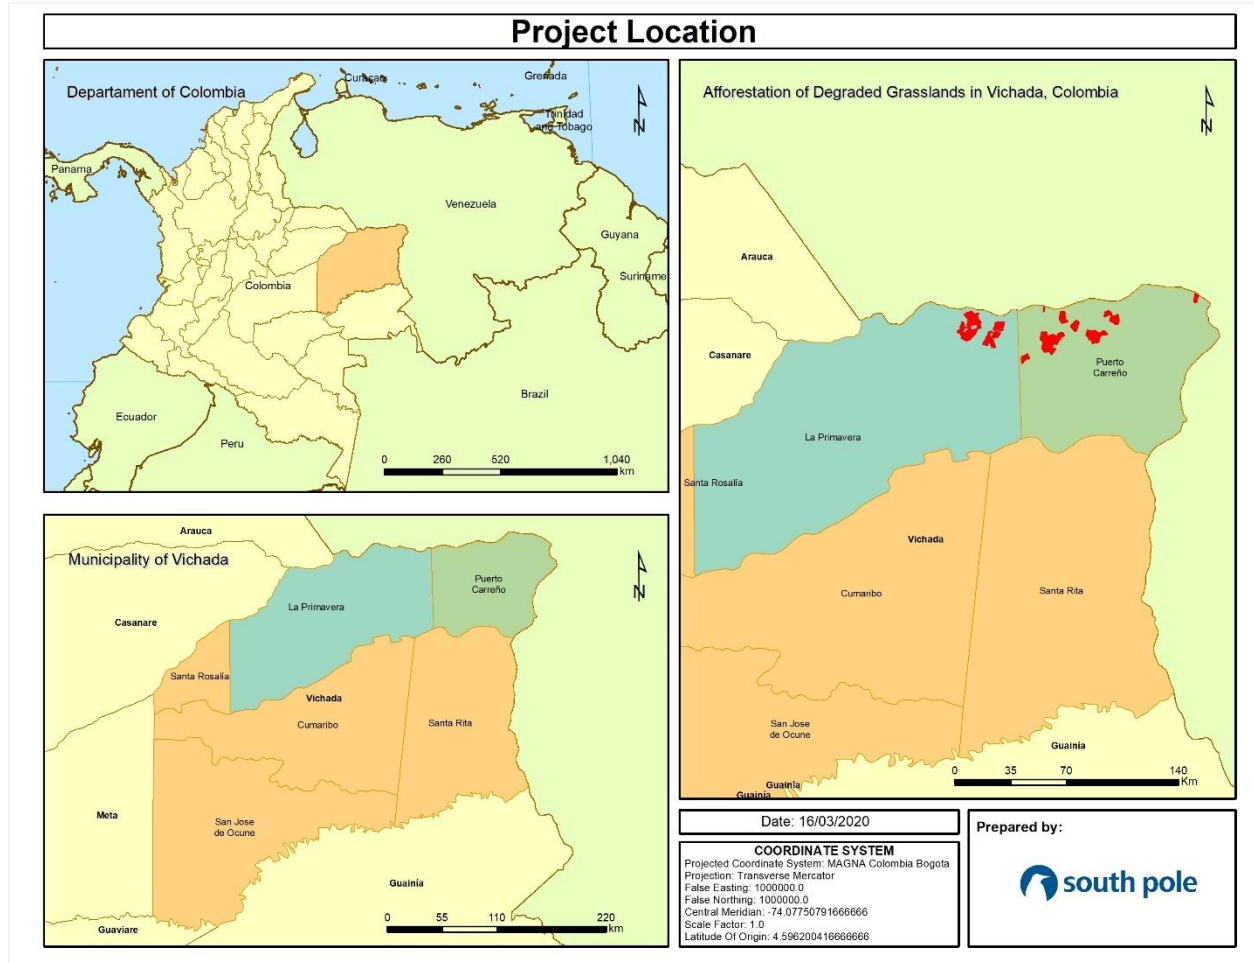 Project Location
Departament of Colombia
Curaçao
Grenada
N
Trinidad
and Tobago
Panama
Venezuela
Guyana
Suriname
Colombia
Brazil
Ecuador
Peru
0 260 520 1,040
km
Municipality of Vichada
Arauca
N
Puerto
Carreño
La Primavera
Casanare
Santa Rosalía
Vichada
Cumaribo
Santa Rita
Meta
San Jose
de Ocune
Guainía
Guaviare
0 55 110 220
km
Afforestation of Degraded Grasslands in Vichada, Colombia
N
Arauca
Casanare
Puerto
Carreño
La Primavera
Santa Rosalía
Vichada
Cumaribo
Santa Rita
San Jose
de Ocune
Guainía
Guainía
Guainía
0 35 70 140
Km
Date: 16/03/2020
COORDINATE SYSTEM
Projected Coordinate System: MAGNA Colombia Bogota
Projection: Transverse Mercator
False Easting: 1000000.0
False Northing: 1000000.0
Central Meridian: -74.07750791666666
Scale Factor: 1.0
Latitude Of Origin: 4.596200416666666
Prepared by:
south pole